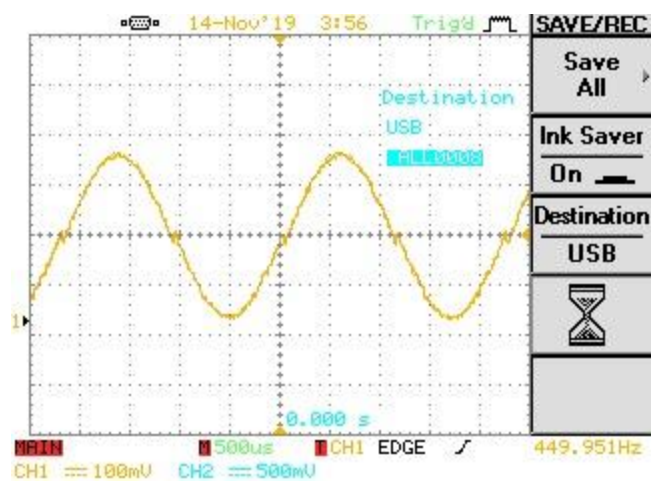 14-Nov'19 3:56 Trig'd SAVE/REC
Save
All
Destination
USB
ALL0008
Ink Saver
On
Destination
USB
1
0.000 s
MAIN M 500us T CH1 EDGE 449.951Hz
CH1 100mV CH2 500mV